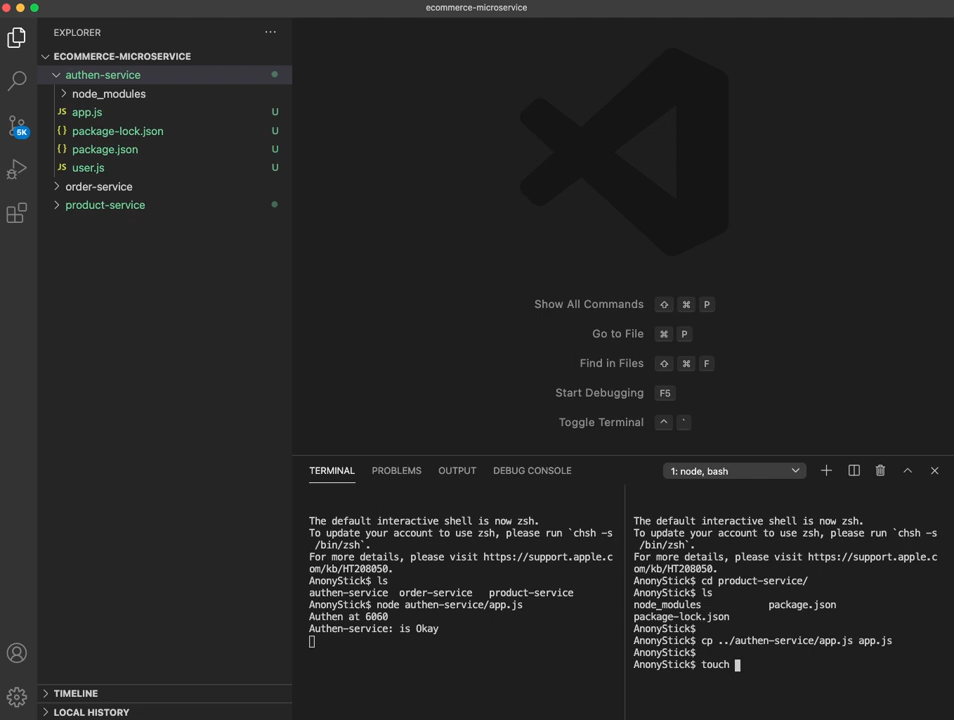 ecommerce-microservice
EXPLORER
ECOMMERCE-MICROSERVICE
authen-service
node_modules
JS app.js U
{} package-lock.json U
5K
{} package.json U
JS user.js U
order-service
product-service
Show All Commands ⇧ ⌘ P
Go to File ⌘ P
Find in Files ⇧ ⌘ F
Start Debugging F5
Toggle Terminal ^ `
TERMINAL PROBLEMS OUTPUT DEBUG CONSOLE 1: node, bash
The default interactive shell is now zsh.
To update your account to use zsh, please run `chsh -s
/bin/zsh`.
For more details, please visit https://support.apple.c
om/kb/HT208050.
AnonyStick$ ls
authen-service order-service product-service
AnonyStick$ node authen-service/app.js
Authen at 6060
Authen-service: is Okay
The default interactive shell is now zsh.
To update your account to use zsh, please run `chsh -s
/bin/zsh`.
For more details, please visit https://support.apple.c
om/kb/HT208050.
AnonyStick$ cd product-service/
AnonyStick$ ls
node_modules package.json
package-lock.json
AnonyStick$
AnonyStick$ cp ../authen-service/app.js app.js
AnonyStick$
AnonyStick$ touch
TIMELINE
LOCAL HISTORY